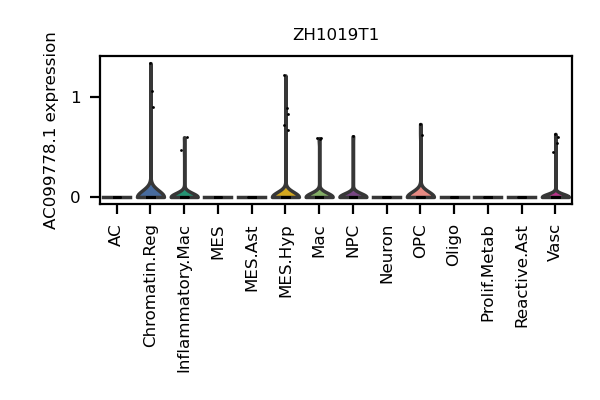 ZH1019T1
AC099778.1 expression
1
0
AC
Chromatin.Reg
Inflammatory.Mac
MES
MES.Ast
MES.Hyp
Mac
NPC
Neuron
OPC
Oligo
Prolif.Metab
Reactive.Ast
Vasc